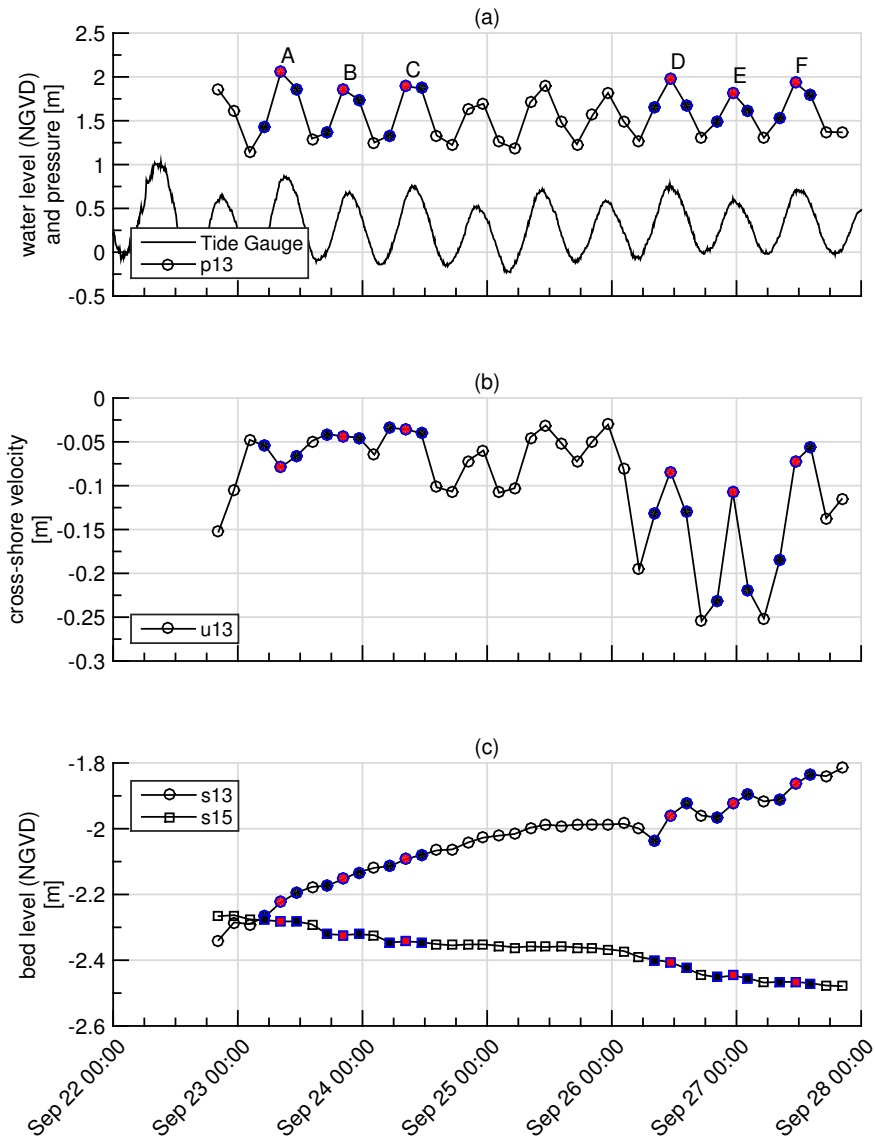 (a)
2.5
2
1.5
1
0.5
0
-0.5
water level (NGVD)
and pressure [m]
A
B
C
D
E
F
Tide Gauge
p13
(b)
0
-0.05
-0.1
-0.15
-0.2
-0.25
-0.3
cross-shore velocity
[m]
u13
(c)
-1.8
-2
-2.2
-2.4
-2.6
bed level (NGVD)
[m]
s13
s15
Sep 22 00:00
Sep 23 00:00
Sep 24 00:00
Sep 25 00:00
Sep 26 00:00
Sep 27 00:00
Sep 28 00:00